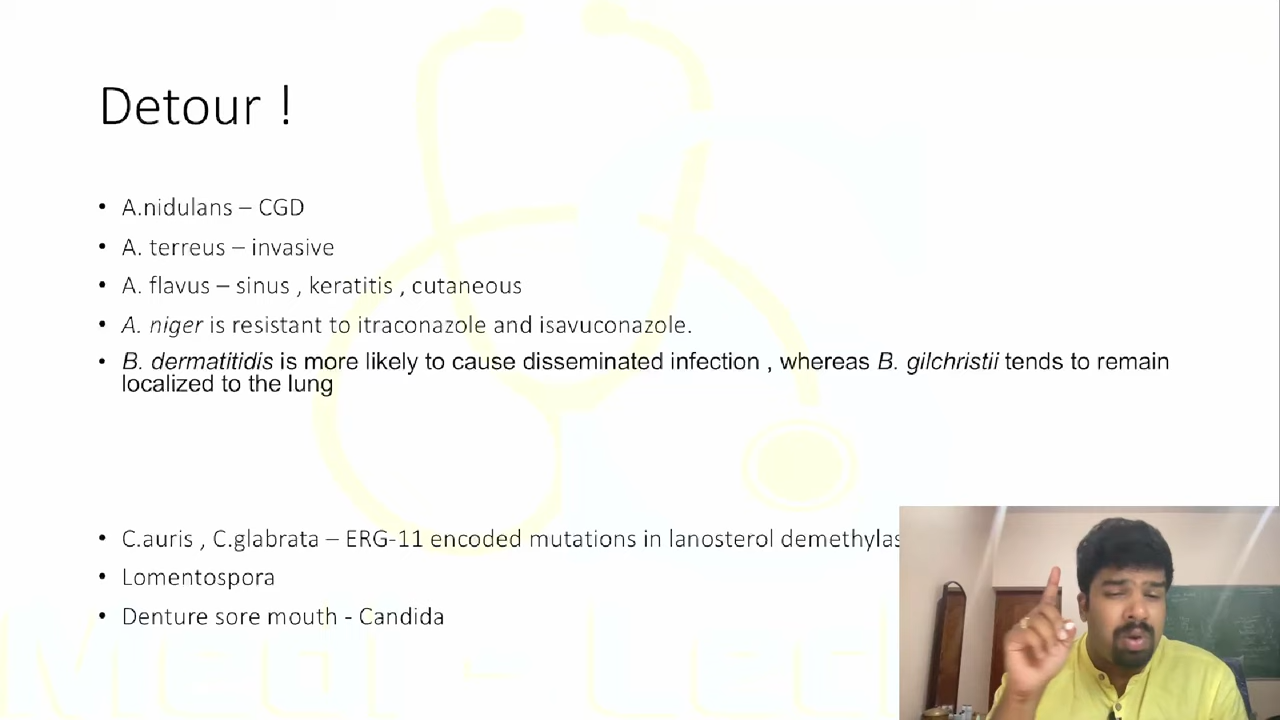 Detour !
• A.nidulans – CGD
• A. terreus – invasive
• A. flavus – sinus , keratitis , cutaneous
• A. niger is resistant to itraconazole and isavuconazole.
• B. dermatitidis is more likely to cause disseminated infection , whereas B. gilchristii tends to remain
localized to the lung
• C.auris , C.glabrata – ERG-11 encoded mutations in lanosterol demethylas
• Lomentospora
• Denture sore mouth - Candida